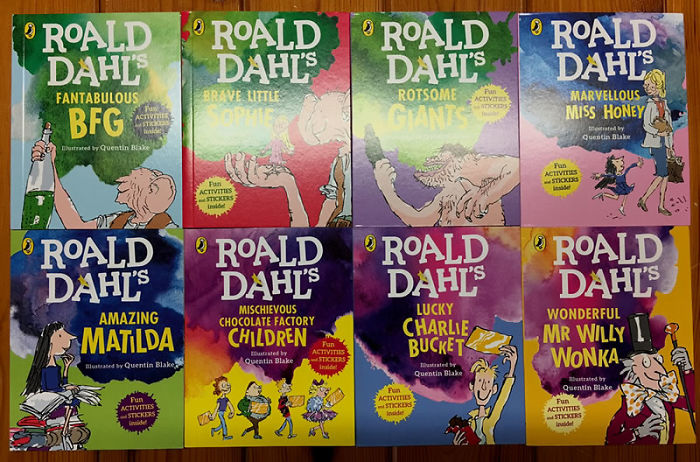 ROALD
DAHL'S
FANTABULOUS
BFG
Fun
ACTIVITIES
and STICKERS
inside!
Illustrated by Quentin Blake
ROALD
DAHL'S
BRAVE LITTLE
SOPHIE
Fun
ACTIVITIES
and STICKERS
inside!
ROALD
DAHL'S
ROTSOME
GIANTS
Fun
ACTIVITIES
and STICKERS
inside!
ROALD
DAHL'S
MARVELLOUS
MISS HONEY
Illustrated by
Quentin Blake
Fun
ACTIVITIES
and STICKERS
inside!
ROALD
DAHL'S
AMAZING
MATILDA
Illustrated by Quentin Blake
Fun
ACTIVITIES
and STICKERS
inside!
ROALD
DAHL'S
MISCHIEVOUS
CHOCOLATE FACTORY
CHILDREN
Illustrated by
Quentin Blake
Fun
ACTIVITIES
and STICKERS
inside!
ROALD
DAHL'S
LUCKY
CHARLIE
BUCKET
Illustrated by
Quentin Blake
Fun
ACTIVITIES
and STICKERS
inside!
ROALD
DAHL'S
WONDERFUL
MR WILLY
WONKA
Illustrated by
Quentin Blake
Fun
ACTIVITIES
and STICKERS
inside!